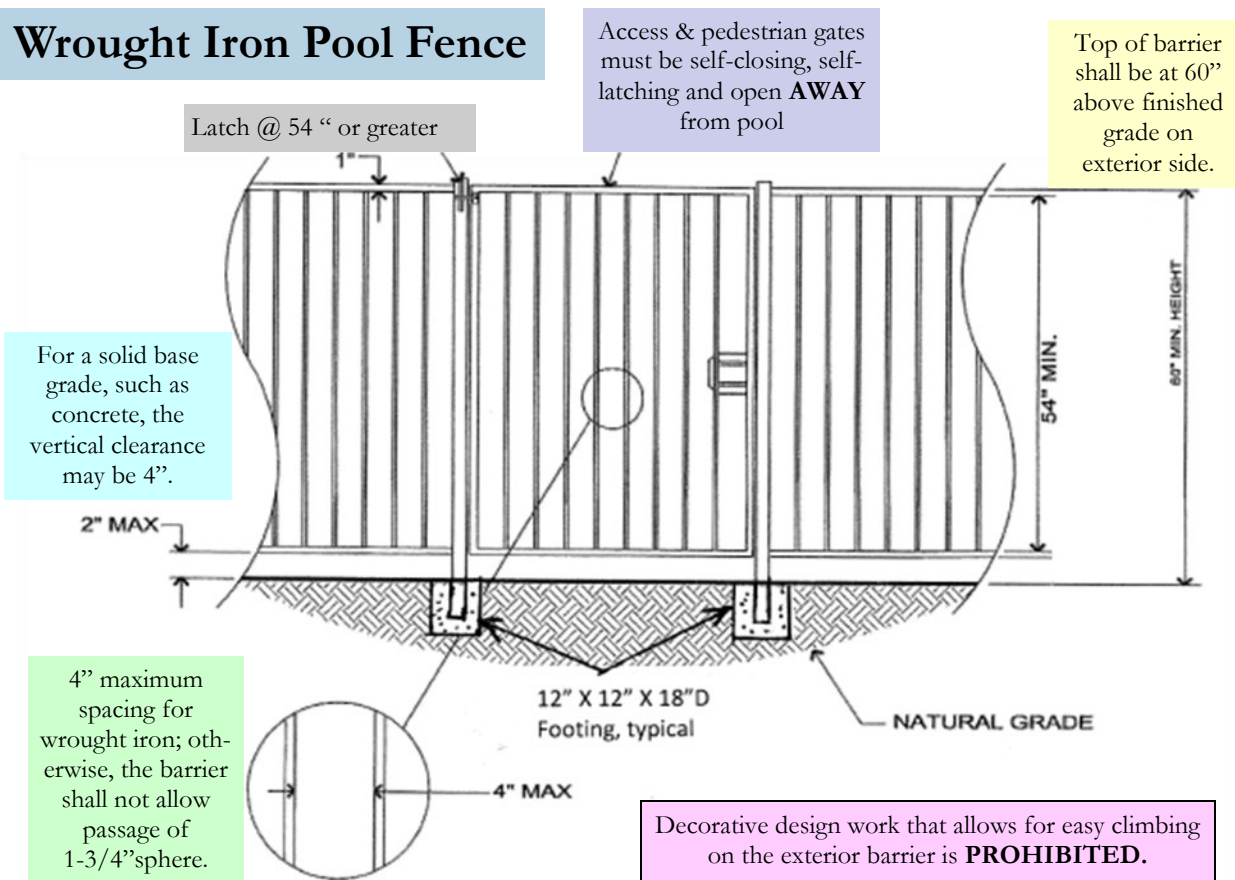 Wrought Iron Pool Fence
Access & pedestrian gates
must be self-closing, self-
latching and open AWAY
from pool
Top of barrier
shall be at 60”
above finished
grade on
exterior side.
Latch @ 54 “ or greater
1"
54" MIN.
60" MIN. HEIGHT
For a solid base
grade, such as
concrete, the
vertical clearance
may be 4”.
2" MAX
4” maximum
spacing for
wrought iron; oth-
erwise, the barrier
shall not allow
passage of
1-3/4”sphere.
12" X 12" X 18"D
Footing, typical
NATURAL GRADE
4" MAX
Decorative design work that allows for easy climbing
on the exterior barrier is PROHIBITED.